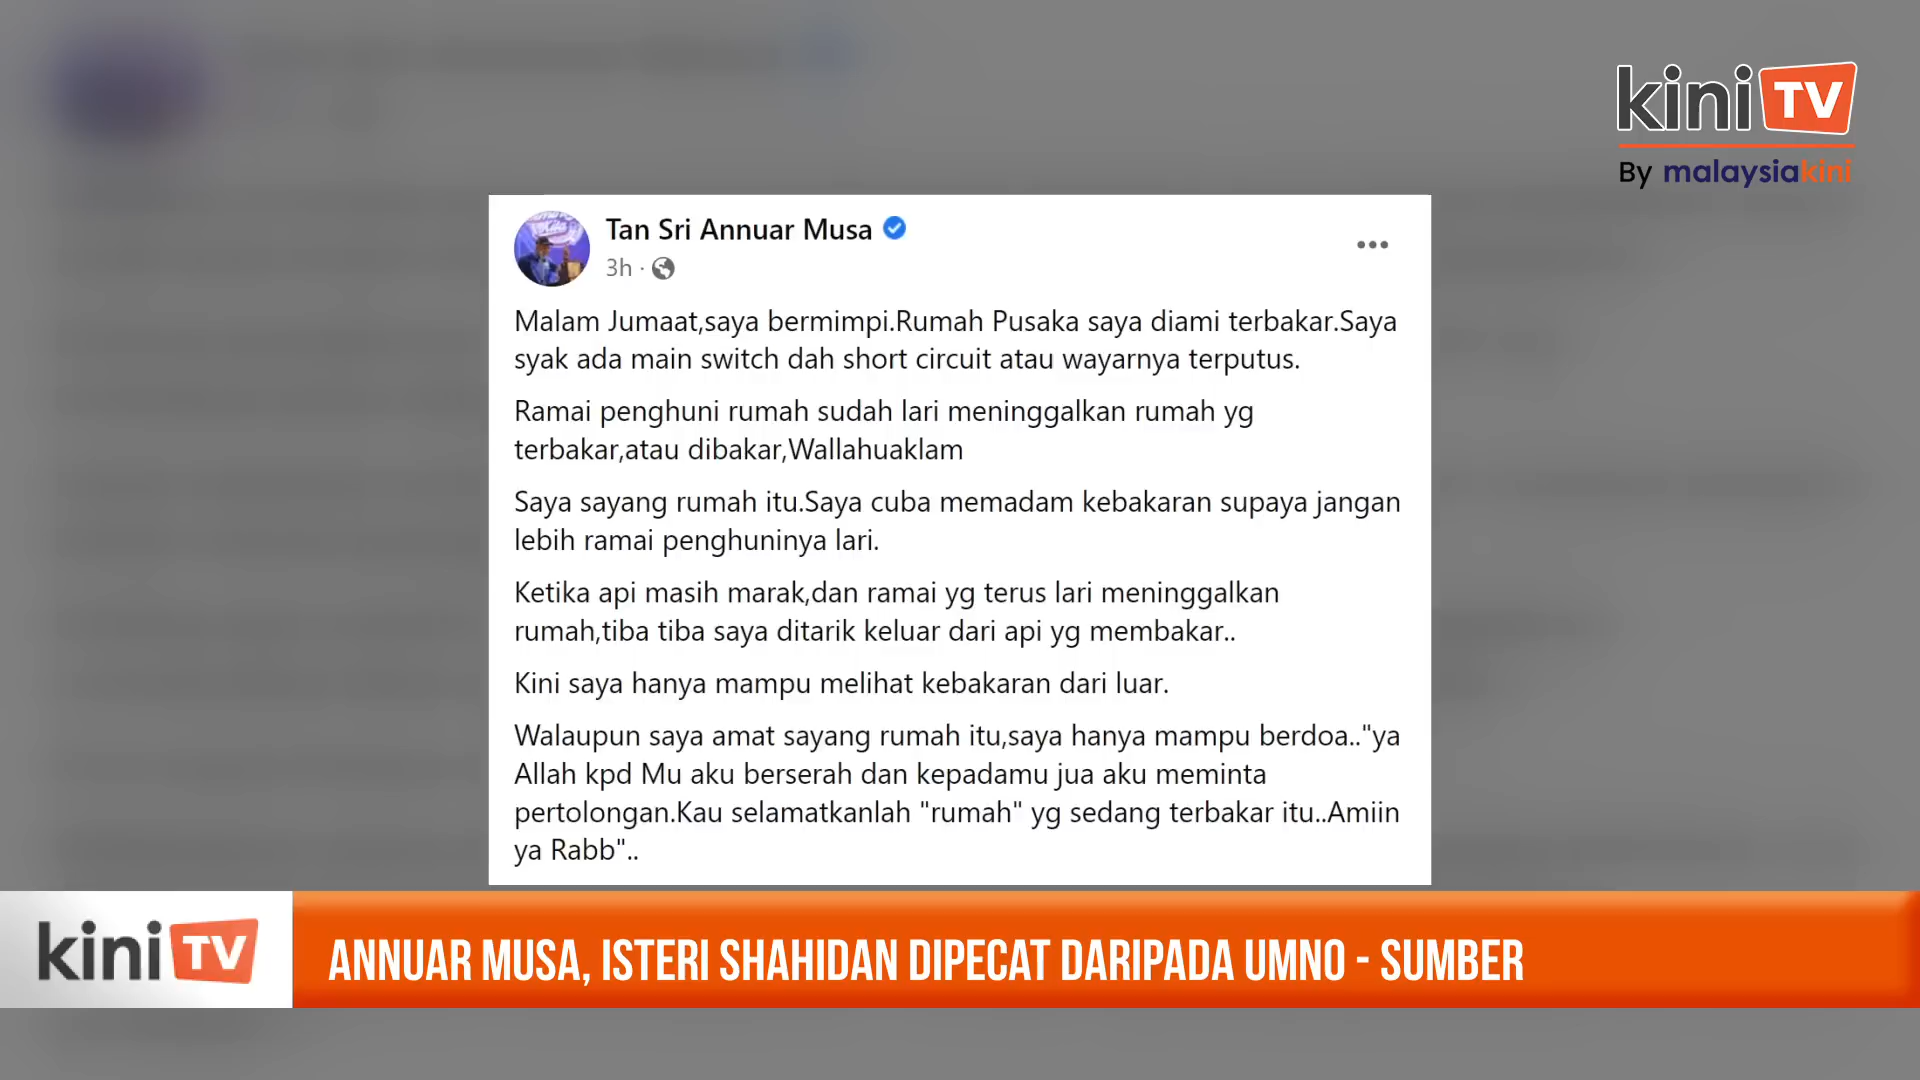 kini TV
By malaysiakini
Tan Sri Annuar Musa
3h ·
Malam Jumaat,saya bermimpi.Rumah Pusaka saya diami terbakar.Saya
syak ada main switch dah short circuit atau wayarnya terputus.
Ramai penghuni rumah sudah lari meninggalkan rumah yg
terbakar,atau dibakar,Wallahuaklam
Saya sayang rumah itu.Saya cuba memadam kebakaran supaya jangan
lebih ramai penghuninya lari.
Ketika api masih marak,dan ramai yg terus lari meninggalkan
rumah,tiba tiba saya ditarik keluar dari api yg membakar..
Kini saya hanya mampu melihat kebakaran dari luar.
Walaupun saya amat sayang rumah itu,saya hanya mampu berdoa.."ya
Allah kpd Mu aku berserah dan kepadamu jua aku meminta
pertolongan.Kau selamatkanlah "rumah" yg sedang terbakar itu..Amiin
ya Rabb"..
kini TV
ANNUAR MUSA, ISTERI SHAHIDAN DIPECAT DARIPADA UMNO - SUMBER